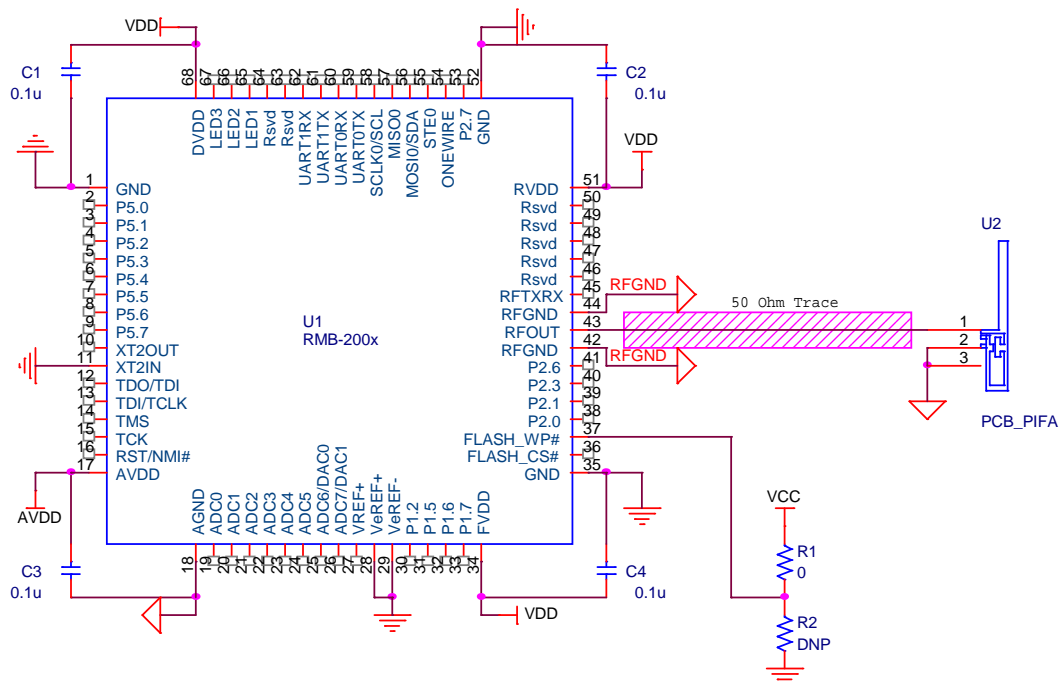 VDD
C1
0.1u
C2
0.1u
68
67
66
65
64
63
62
61
60
59
58
57
56
55
54
53
52
DVDD
LED3
LED2
LED1
Rsvd
Rsvd
UART1RX
UART1TX
UART0RX
UART0TX
SCLK0/SCL
MISO0
MOSI0/SDA
STE0
ONEWIRE
P2.7
GND
VDD
1 GND
2 P5.0
3 P5.1
4 P5.2
5 P5.3
6 P5.4
7 P5.5
8 P5.6
9 P5.7
10 XT2OUT
11 XT2IN
12 TDO/TDI
13 TDI/TCLK
14 TMS
15 TCK
16 RST/NMI#
17 AVDD
U1
RMB-200x
RVDD 51
Rsvd 50
Rsvd 49
Rsvd 48
Rsvd 47
Rsvd 46
RFTXRX 45
RFGND 44
RFOUT 43
RFGND 42
P2.6 41
P2.3 40
P2.1 39
P2.0 38
FLASH_WP# 37
FLASH_CS# 36
GND 35
RFGND
50 Ohm Trace
RFGND
U2
1
2
3
PCB_PIFA
AVDD
AGND
ADC0
ADC1
ADC2
ADC3
ADC4
ADC5
ADC6/DAC0
ADC7/DAC1
VREF+
VeREF+
VeREF-
P1.2
P1.5
P1.6
P1.7
FVDD
18
19
20
21
22
23
24
25
26
27
28
29
30
31
32
33
34
C3
0.1u
C4
0.1u
VDD
VCC
R1
0
R2
DNP